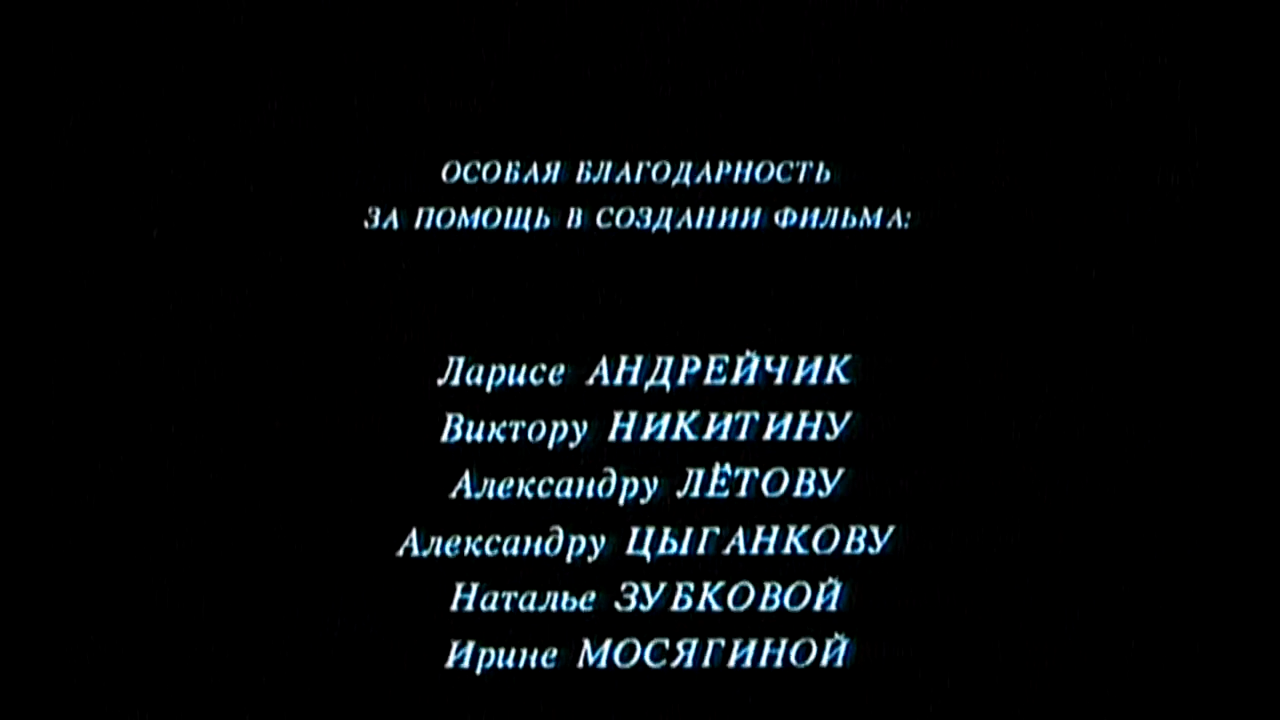 ОСОБАЯ БЛАГОДАРНОСТЬ
ЗА ПОМОЩЬ В СОЗДАНИИ ФИЛЬМА:
Ларисе АНДРЕЙЧИК
Виктору НИКИТИНУ
Александру ЛЁТОВУ
Александру ЦЫГАНКОВУ
Наталье ЗУБКОВОЙ
Ирине МОСЯГИНОЙ